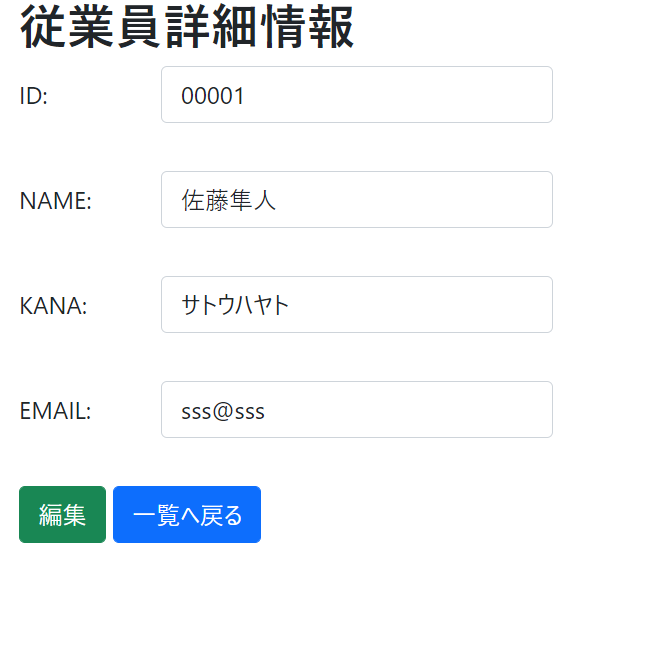 従業員詳細情報
ID: 00001
NAME: 佐藤隼人
KANA: サトウハヤト
EMAIL: sss@sss
編集 一覧へ戻る